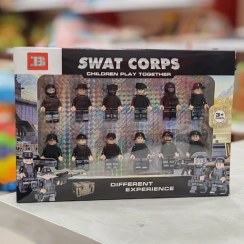 SWAT CORPS
CHILDREN PLAY TOGETHER
3+
DIFFERENT
EXPERIENCE